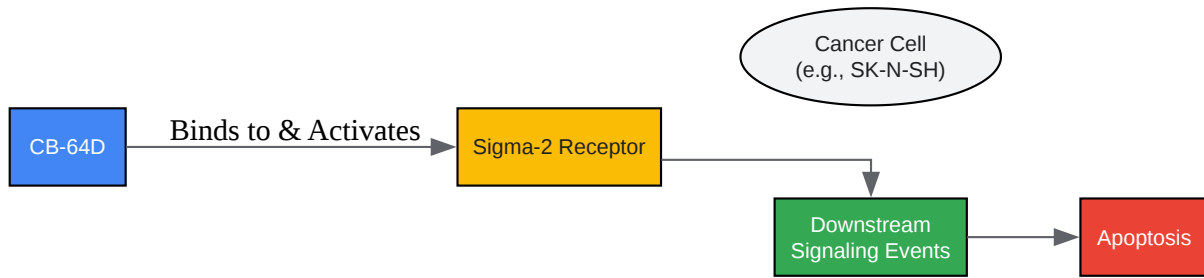 Cancer Cell
(e.g., SK-N-SH)
CB-64D
Binds to & Activates
Sigma-2 Receptor
Downstream
Signaling Events
Apoptosis